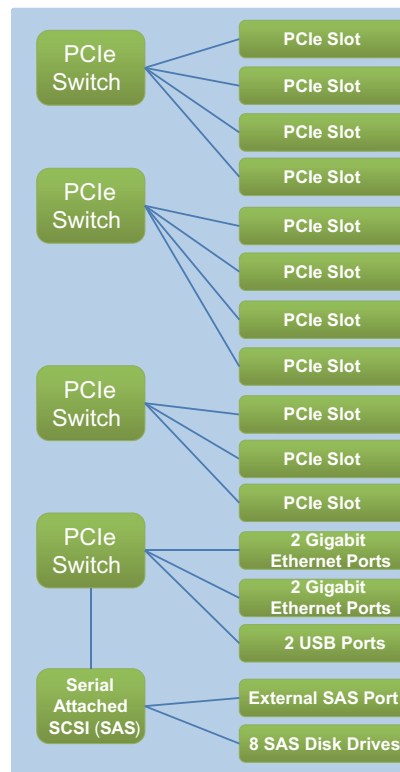 PCIe
Switch
PCIe Slot
PCIe Slot
PCIe Slot
PCIe Slot
PCIe
Switch
PCIe Slot
PCIe Slot
PCIe Slot
PCIe Slot
PCIe
Switch
PCIe Slot
PCIe Slot
PCIe Slot
PCIe
Switch
2 Gigabit
Ethernet Ports
2 Gigabit
Ethernet Ports
2 USB Ports
Serial
Attached
SCSI (SAS)
External SAS Port
8 SAS Disk Drives